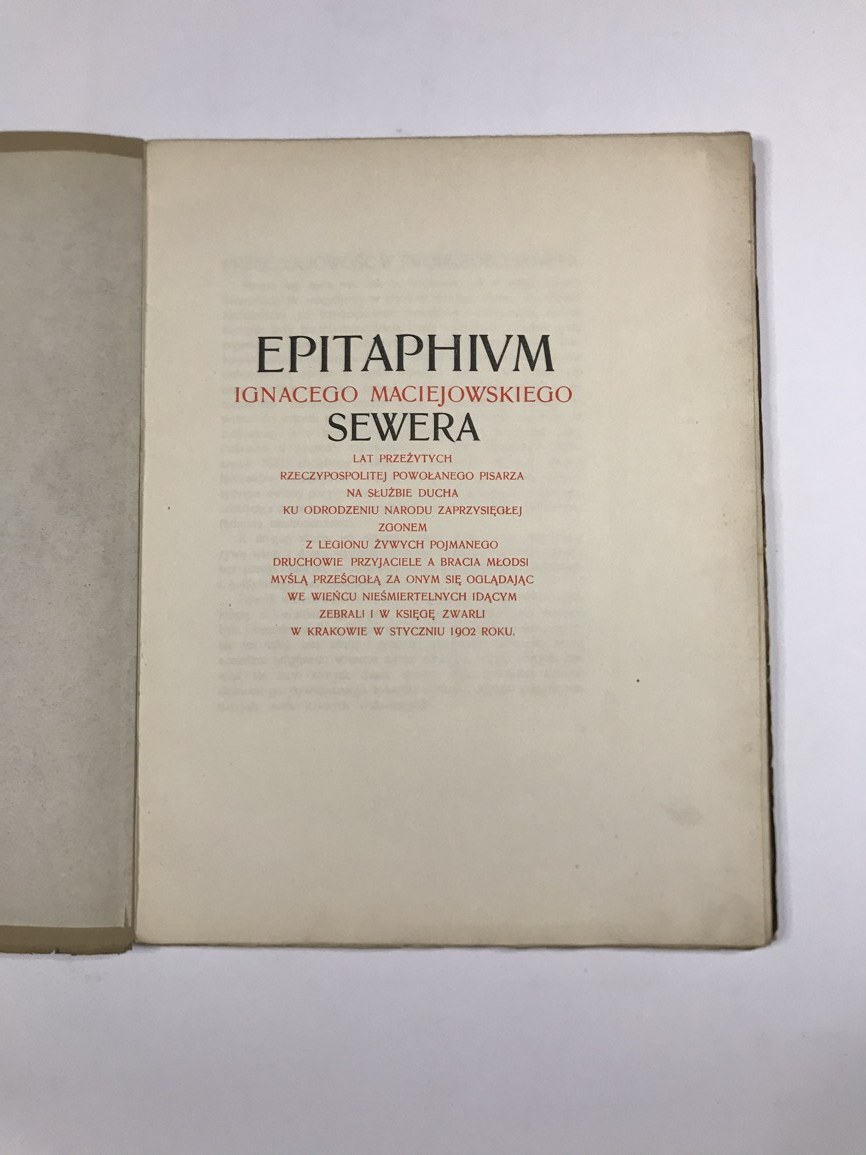 EPITAPHIVM
IGNACEGO MACIEJOWSKIEGO
SEWERA
LAT PRZEŻYTYCH
RZECZYPOSPOLITEJ POWOŁANEGO PISARZA
NA SŁUŻBIE DUCHA
KU ODRODZENIU NARODU ZAPRZYSIĘGŁEJ
ZGONEM
Z LEGIONU ŻYWYCH POJMANEGO
DRUCHOWIE PRZYJACIELE A BRACIA MŁODSI
MYŚLĄ PRZEŚCIGŁĄ ZA ONYM SIĘ OGLĄDAJĄC
WE WIEŃCU NIEŚMIERTELNYCH IDĄCYM
ZEBRALI I W KSIĘGĘ ZWARLI
W KRAKOWIE W STYCZNIU 1902 ROKU.